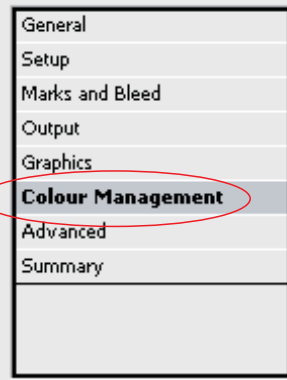 General
Setup
Marks and Bleed
Output
Graphics
Colour Management
Advanced
Summary